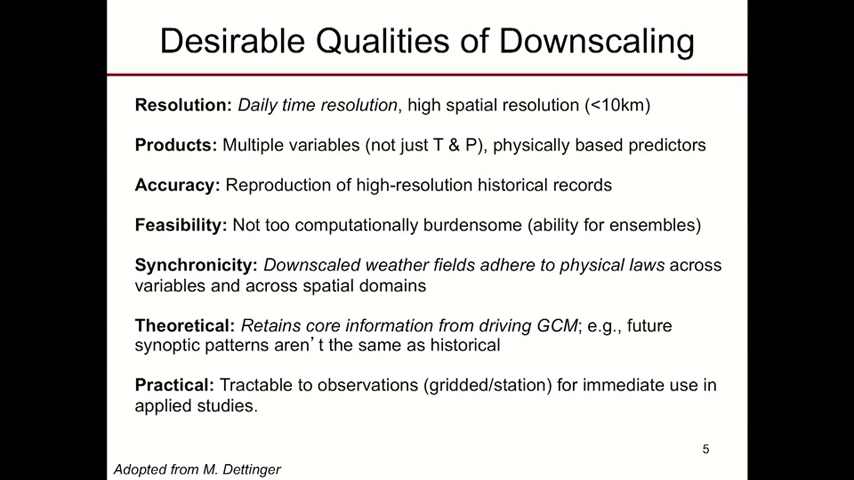 Desirable Qualities of Downscaling
Resolution: Daily time resolution, high spatial resolution (<10km)
Products: Multiple variables (not just T & P), physically based predictors
Accuracy: Reproduction of high-resolution historical records
Feasibility: Not too computationally burdensome (ability for ensembles)
Synchronicity: Downscaled weather fields adhere to physical laws across
variables and across spatial domains
Theoretical: Retains core information from driving GCM; e.g., future
synoptic patterns aren’t the same as historical
Practical: Tractable to observations (gridded/station) for immediate use in
applied studies.
5
Adopted from M. Dettinger